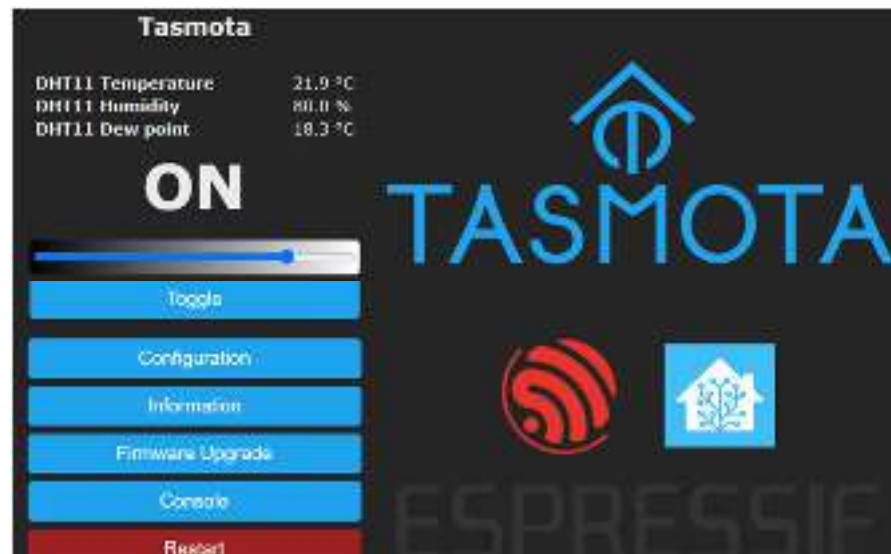 Tasmota
DHT11 Temperature 21.9 °C
DHT11 Humidity 80.0 %
DHT11 Dew point 18.3 °C
ON
Toggle
Configuration
Information
Firmware Upgrade
Console
Restart
TASMOTA
ESPRESSIF